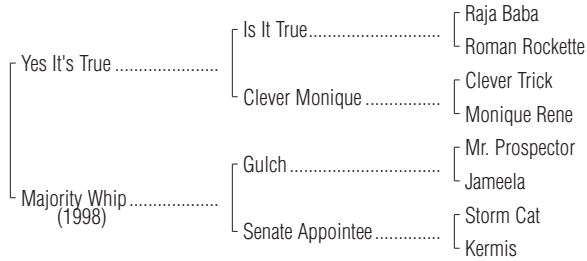 Raja Baba
Is It True
Roman Rockette
Yes It's True
Clever Trick
Clever Monique
Monique Rene
Mr. Prospector
Gulch
Jameela
Majority Whip
(1998)
Storm Cat
Senate Appointee
Kermis